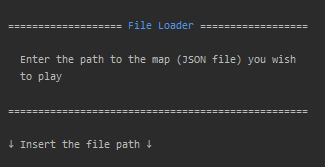 =================== File Loader ==================
Enter the path to the map (JSON file) you wish
to play
==================================================
↓ Insert the file path ↓